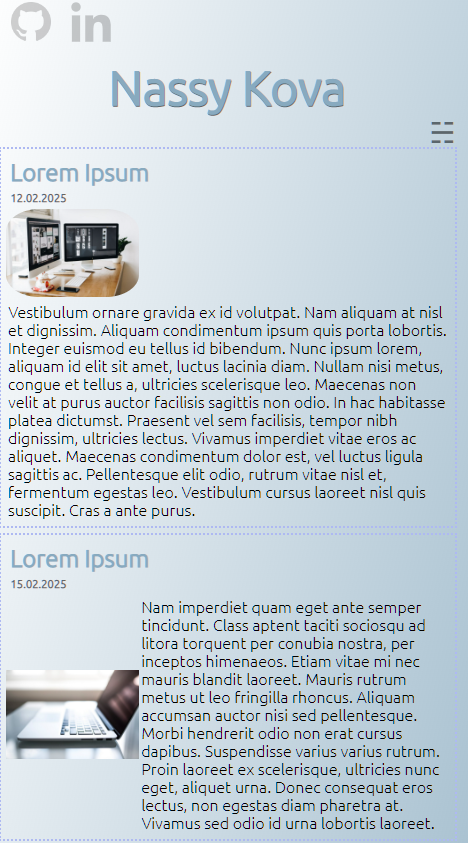 in
Nassy Kova
Lorem Ipsum
12.02.2025
Vestibulum ornare gravida ex id volutpat. Nam aliquam at nisl
et dignissim. Aliquam condimentum ipsum quis porta lobortis.
Integer euismod eu tellus id bibendum. Nunc ipsum lorem,
aliquam id elit sit amet, luctus lacinia diam. Nullam nisi metus,
congue et tellus a, ultricies scelerisque leo. Maecenas non
velit at purus auctor facilisis sagittis non odio. In hac habitasse
platea dictumst. Praesent vel sem facilisis, tempor nibh
dignissim, ultricies lectus. Vivamus imperdiet vitae eros ac
aliquet. Maecenas condimentum dolor est, vel luctus ligula
sagittis ac. Pellentesque elit odio, rutrum vitae nisl et,
fermentum egestas leo. Vestibulum cursus laoreet nisl quis
suscipit. Cras a ante purus.
Lorem Ipsum
15.02.2025
Nam imperdiet quam eget ante semper
tincidunt. Class aptent taciti sociosqu ad
litora torquent per conubia nostra, per
inceptos himenaeos. Etiam vitae mi nec
mauris blandit laoreet. Mauris rutrum
metus ut leo fringilla rhoncus. Aliquam
accumsan auctor nisi sed pellentesque.
Morbi hendrerit odio non erat cursus
dapibus. Suspendisse varius varius rutrum.
Proin laoreet ex scelerisque, ultricies nunc
eget, aliquet urna. Donec consequat eros
lectus, non egestas diam pharetra at.
Vivamus sed odio id urna lobortis laoreet.